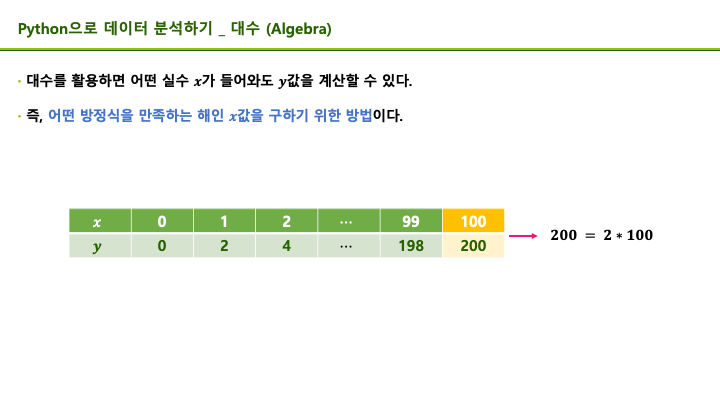 Python으로 데이터 분석하기 _ 대수 (Algebra)
· 대수를 활용하면 어떤 실수 x가 들어와도 y값을 계산할 수 있다.
· 즉, 어떤 방정식을 만족하는 해인 x값을 구하기 위한 방법이다.
x 0 1 2 ⋯ 99 100
y 0 2 4 ⋯ 198 200
200 = 2 * 100